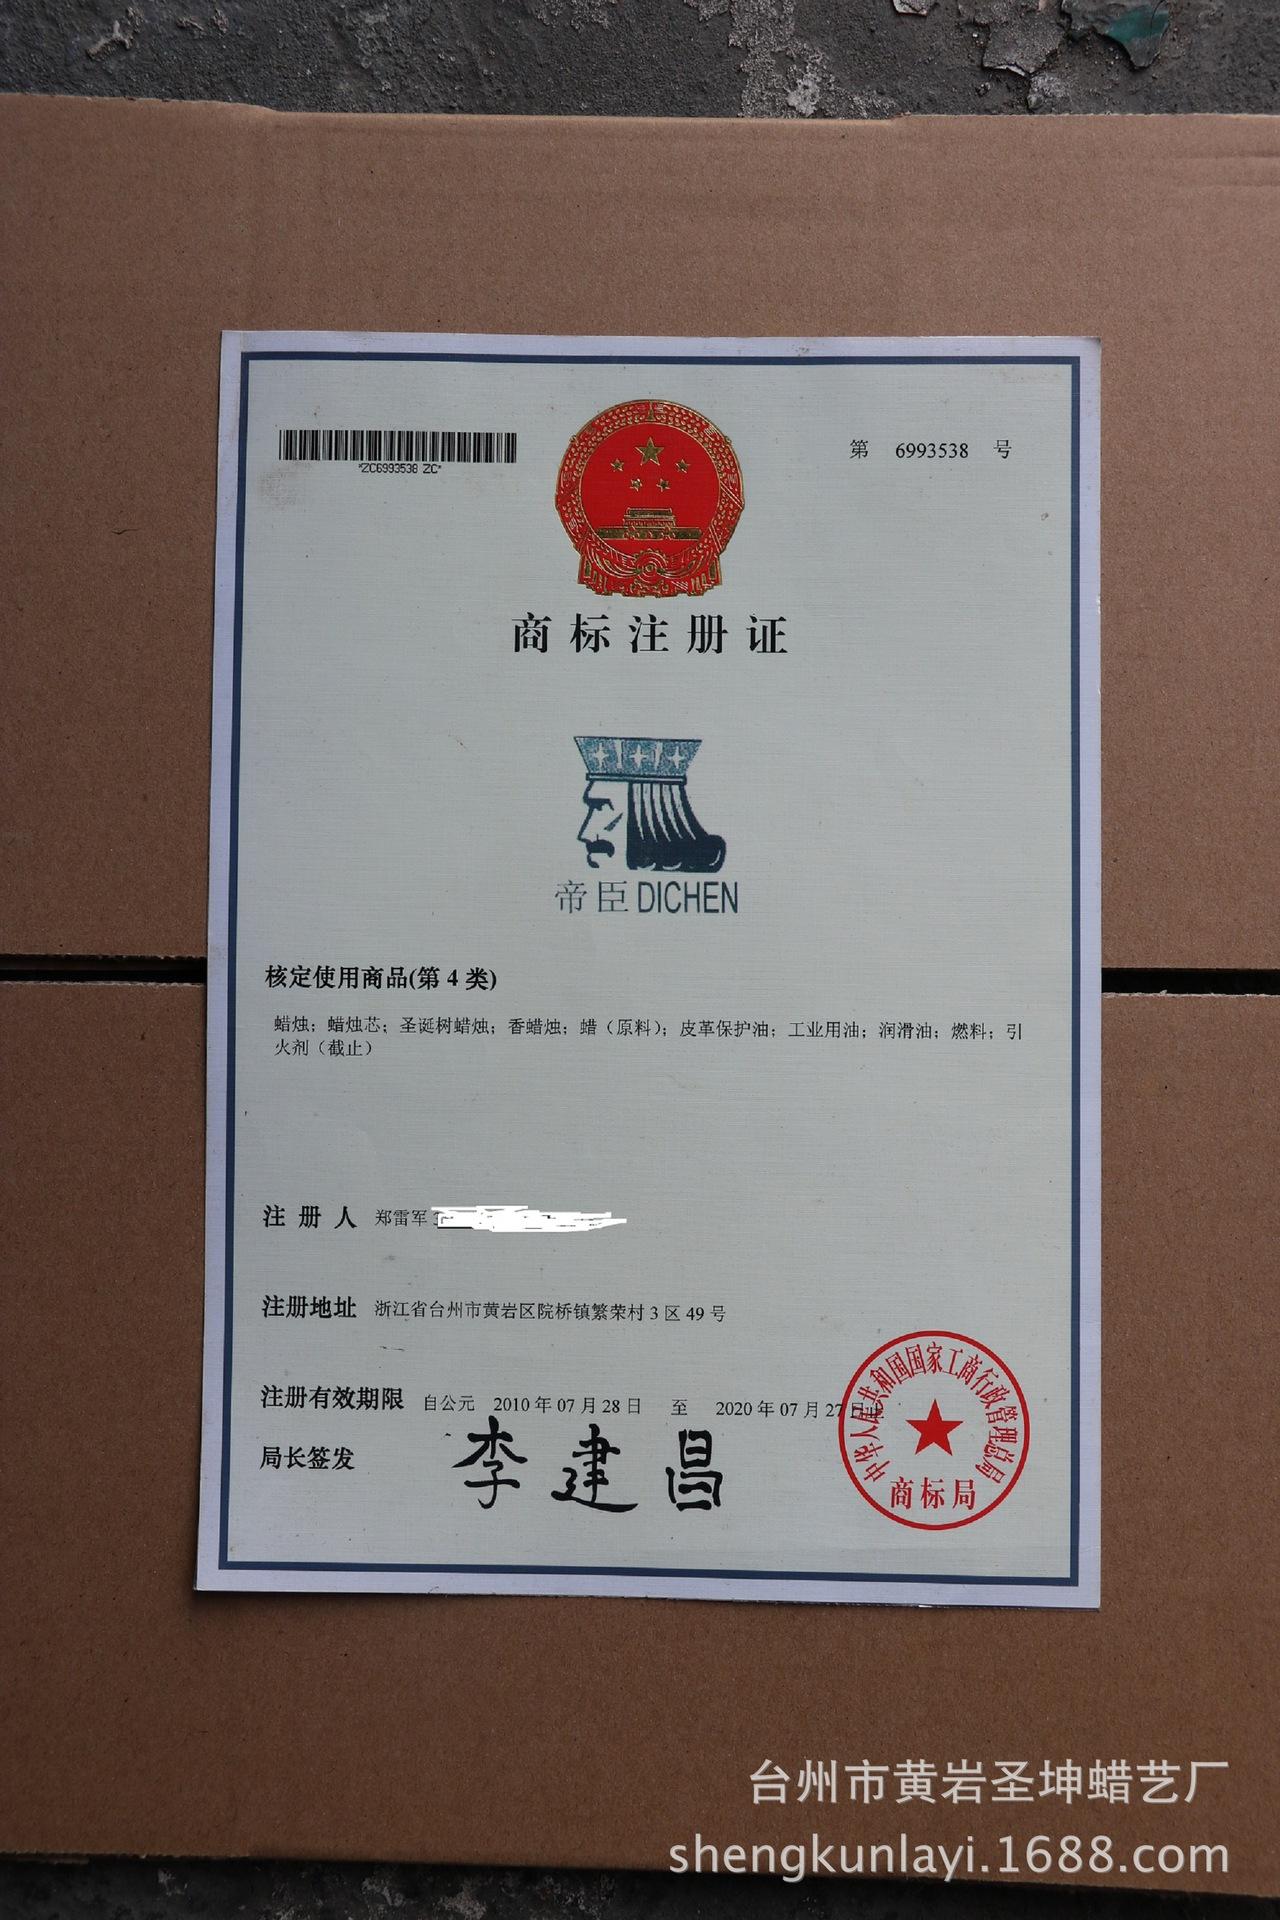 *ZC6993538 ZC*
第 6993538 号
商标注册证
帝臣DICHEN
核定使用商品(第 4 类)
蜡烛；蜡烛芯；圣诞树蜡烛；香蜡烛；蜡（原料）；皮革保护油；工业用油；润滑油；燃料；引
火剂（截止）
注 册 人 郑雷军
注册地址 浙江省台州市黄岩区院桥镇繁荣村 3 区 49 号
注册有效期限 自公元 2010 年 07 月 28 日 至 2020 年 07 月 27 日止
局长签发 李建昌
中华人民共和国国家工商行政管理总局
商标局
台州市黄岩圣坤蜡艺厂
shengkunlayi.1688.com